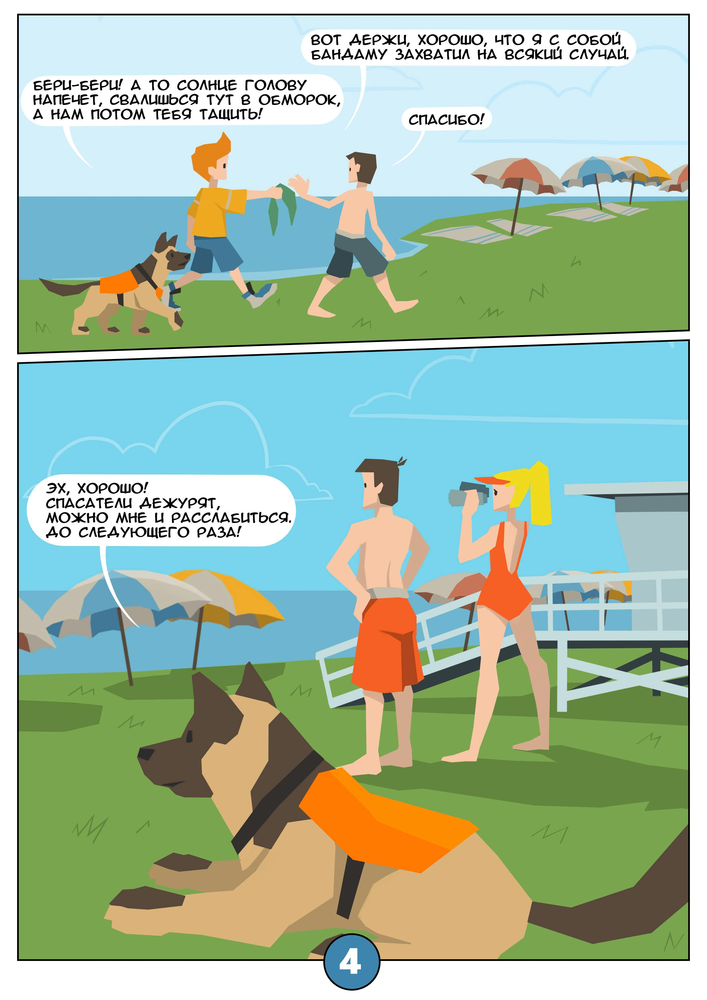 ВОТ ДЕРЖИ, ХОРОШО, ЧТО Я С СОБОЙ
БАНДАМУ ЗАХВАТИЛ НА ВСЯКИЙ СЛУЧАЙ.
БЕРИ-БЕРИ! А ТО СОЛНЦЕ ГОЛОВУ
НАПЕЧЕТ, СВАЛИШЬСЯ ТУТ В ОБМОРОК,
А НАМ ПОТОМ ТЕБЯ ТАЩИТЬ!
СПАСИБО!
ЭХ, ХОРОШО!
СПАСАТЕЛИ ДЕЖУРЯТ,
МОЖНО МНЕ И РАССЛАБИТЬСЯ.
ДО СЛЕДУЮЩЕГО РАЗА!
4